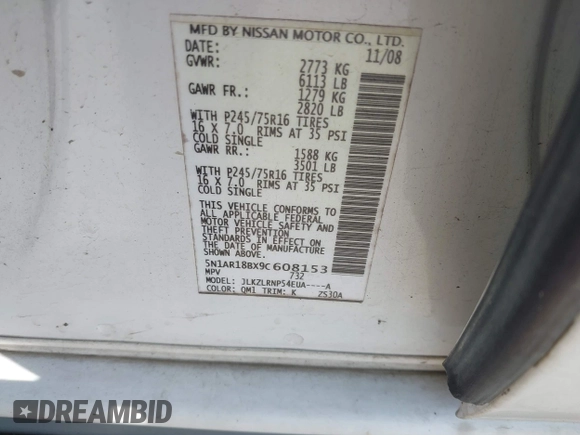 MFD BY NISSAN MOTOR CO., LTD.
DATE: 11/08
GVWR: 2773 KG
6113 LB
GAWR FR.: 1279 KG
2820 LB
WITH P245/75R16 TIRES
16 X 7.0 RIMS AT 35 PSI
COLD SINGLE
GAWR RR.: 1588 KG
3501 LB
WITH P245/75R16 TIRES
16 X 7.0 RIMS AT 35 PSI
COLD SINGLE
THIS VEHICLE CONFORMS TO
ALL APPLICABLE FEDERAL
MOTOR VEHICLE SAFETY AND
THEFT PREVENTION
STANDARDS IN EFFECT ON
THE DATE OF MANUFACTURE
SHOWN ABOVE.
5N1AR18BX9C608153
MPV 732
MODEL: JLKZLRNP54EUA----A
COLOR: QM1 TRIM: K ZS3DA
DREAMBID